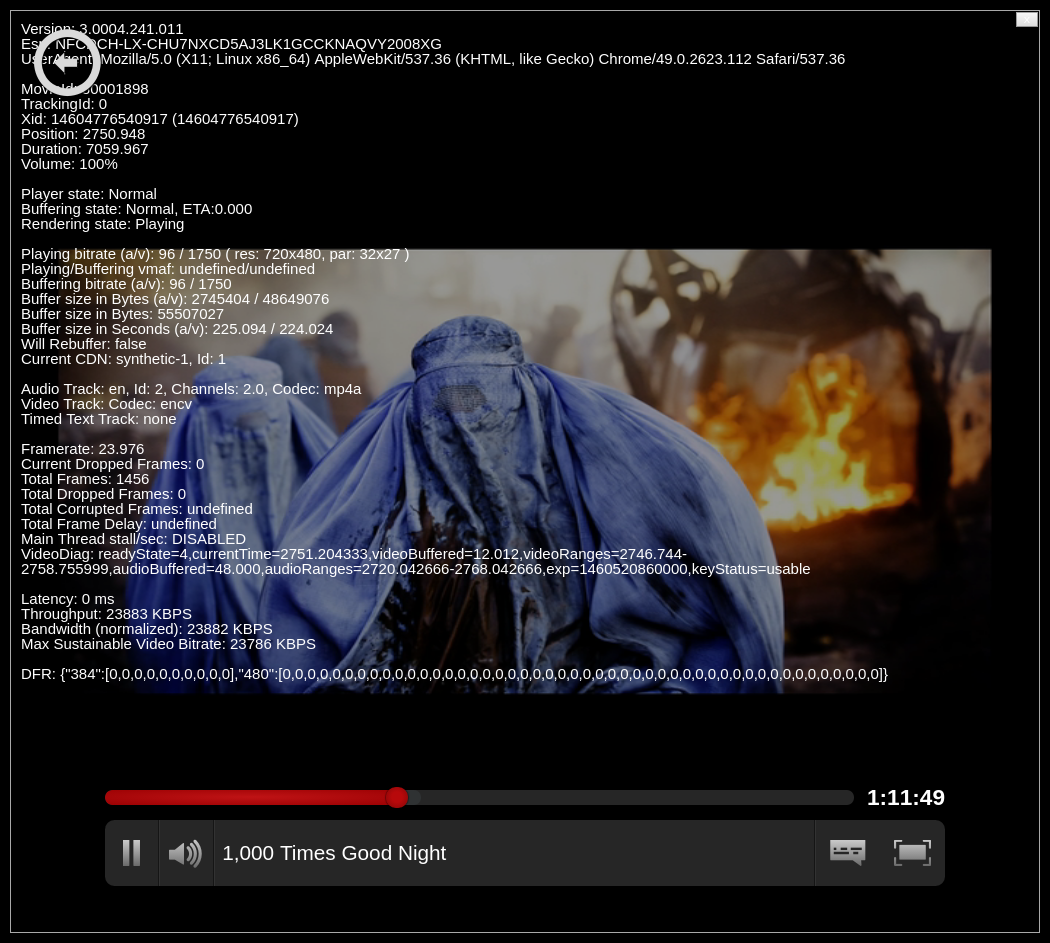 Version: 3.0004.241.011
Esn: NFCDCH-LX-CHU7NXCD5AJ3LK1GCCKNAQVY2008XG
UserAgent: Mozilla/5.0 (X11; Linux x86_64) AppleWebKit/537.36 (KHTML, like Gecko) Chrome/49.0.2623.112 Safari/537.36
MovieId: 80001898
TrackingId: 0
Xid: 14604776540917 (14604776540917)
Position: 2750.948
Duration: 7059.967
Volume: 100%
Player state: Normal
Buffering state: Normal, ETA:0.000
Rendering state: Playing
Playing bitrate (a/v): 96 / 1750 ( res: 720x480, par: 32x27 )
Playing/Buffering vmaf: undefined/undefined
Buffering bitrate (a/v): 96 / 1750
Buffer size in Bytes (a/v): 2745404 / 48649076
Buffer size in Bytes: 55507027
Buffer size in Seconds (a/v): 225.094 / 224.024
Will Rebuffer: false
Current CDN: synthetic-1, Id: 1
Audio Track: en, Id: 2, Channels: 2.0, Codec: mp4a
Video Track: Codec: encv
Timed Text Track: none
Framerate: 23.976
Current Dropped Frames: 0
Total Frames: 1456
Total Dropped Frames: 0
Total Corrupted Frames: undefined
Total Frame Delay: undefined
Main Thread stall/sec: DISABLED
VideoDiag: readyState=4,currentTime=2751.204333,videoBuffered=12.012,videoRanges=2746.744-
2758.755999,audioBuffered=48.000,audioRanges=2720.042666-2768.042666,exp=1460520860000,keyStatus=usable
Latency: 0 ms
Throughput: 23883 KBPS
Bandwidth (normalized): 23882 KBPS
Max Sustainable Video Bitrate: 23786 KBPS
DFR: {"384":[0,0,0,0,0,0,0,0,0,0],"480":[0,0,0,0,0,0,0,0,0,0,0,0,0,0,0,0,0,0,0,0,0,0,0,0,0,0,0,0,0,0,0,0,0,0,0,0,0,0,0,0,0,0,0,0,0,0,0,0]}
1:11:49
1,000 Times Good Night